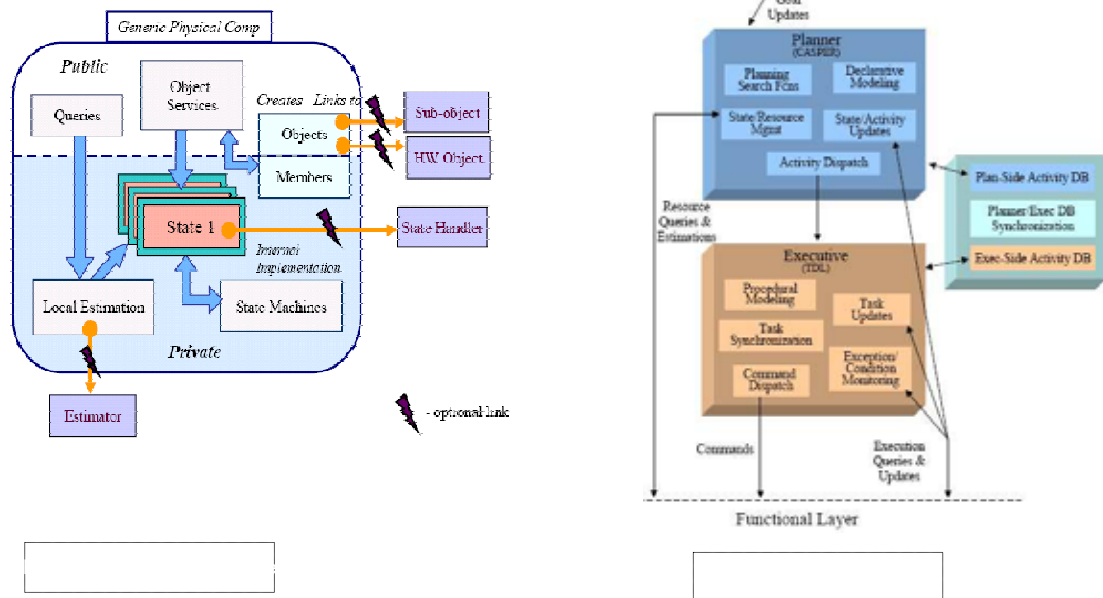 Generic Physical Comp
Public
Queries
Object
Services
Creates
Links to
Objects
Members
Sub-object
HW Object
State 1
State Handler
Internal
Implementation
Local Estimation
State Machines
Private
Estimator
- optional link
Goal
Updates
Planner
(CASPER)
Planning
Search Fcns
Declarative
Modeling
State/Resource
Mgmt
State/Activity
Updates
Activity Dispatch
Plan-Side Activity DB
Planner/Exec DB
Synchronization
Exec-Side Activity DB
Resource
Queries &
Estimations
Executive
(TDL)
Procedural
Modeling
Task
Updates
Task
Synchronization
Exception/
Condition
Monitoring
Command
Dispatch
Commands
Execution
Queries &
Updates
Functional Layer